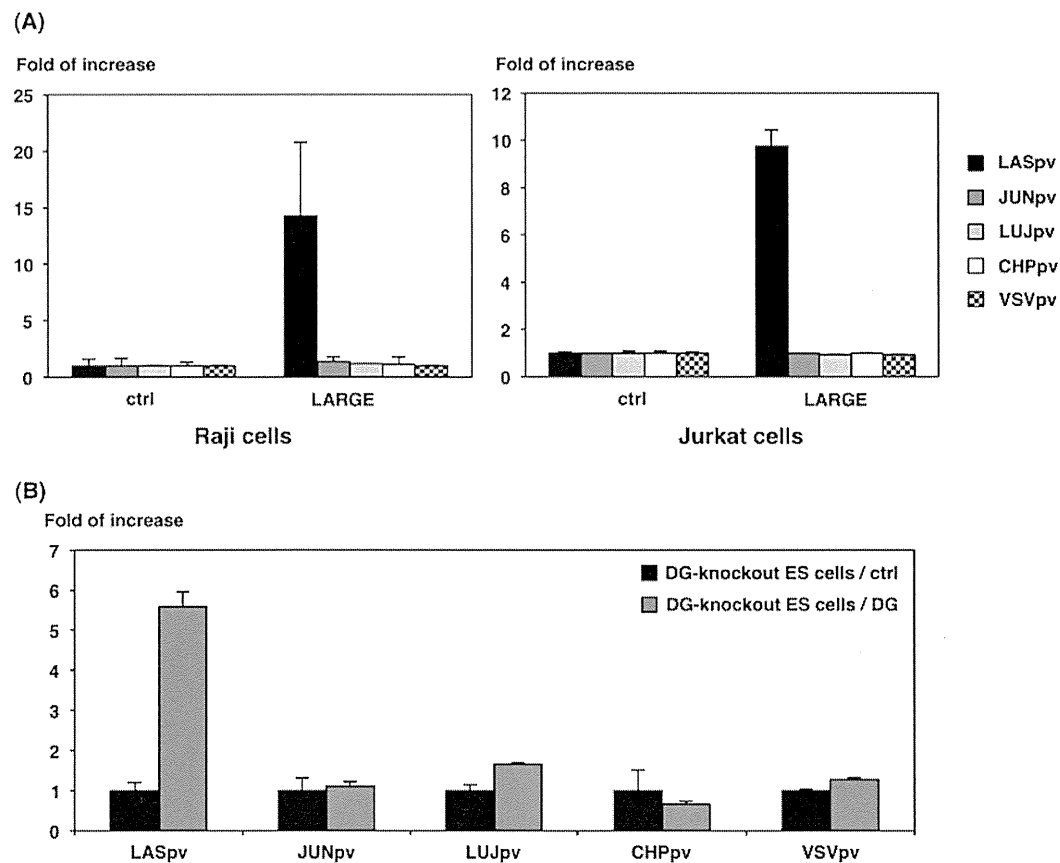 (A)
Fold of increase
25
20
15
10
5
0
ctrl
LARGE
Raji cells
Fold of increase
12
10
8
6
4
2
0
ctrl
LARGE
Jurkat cells
LASpv
JUNpv
LUJpv
CHPpv
VSVpv
(B)
Fold of increase
7
6
5
4
3
2
1
0
DG-knockout ES cells / ctrl
DG-knockout ES cells / DG
LASpv
JUNpv
LUJpv
CHPpv
VSVpv